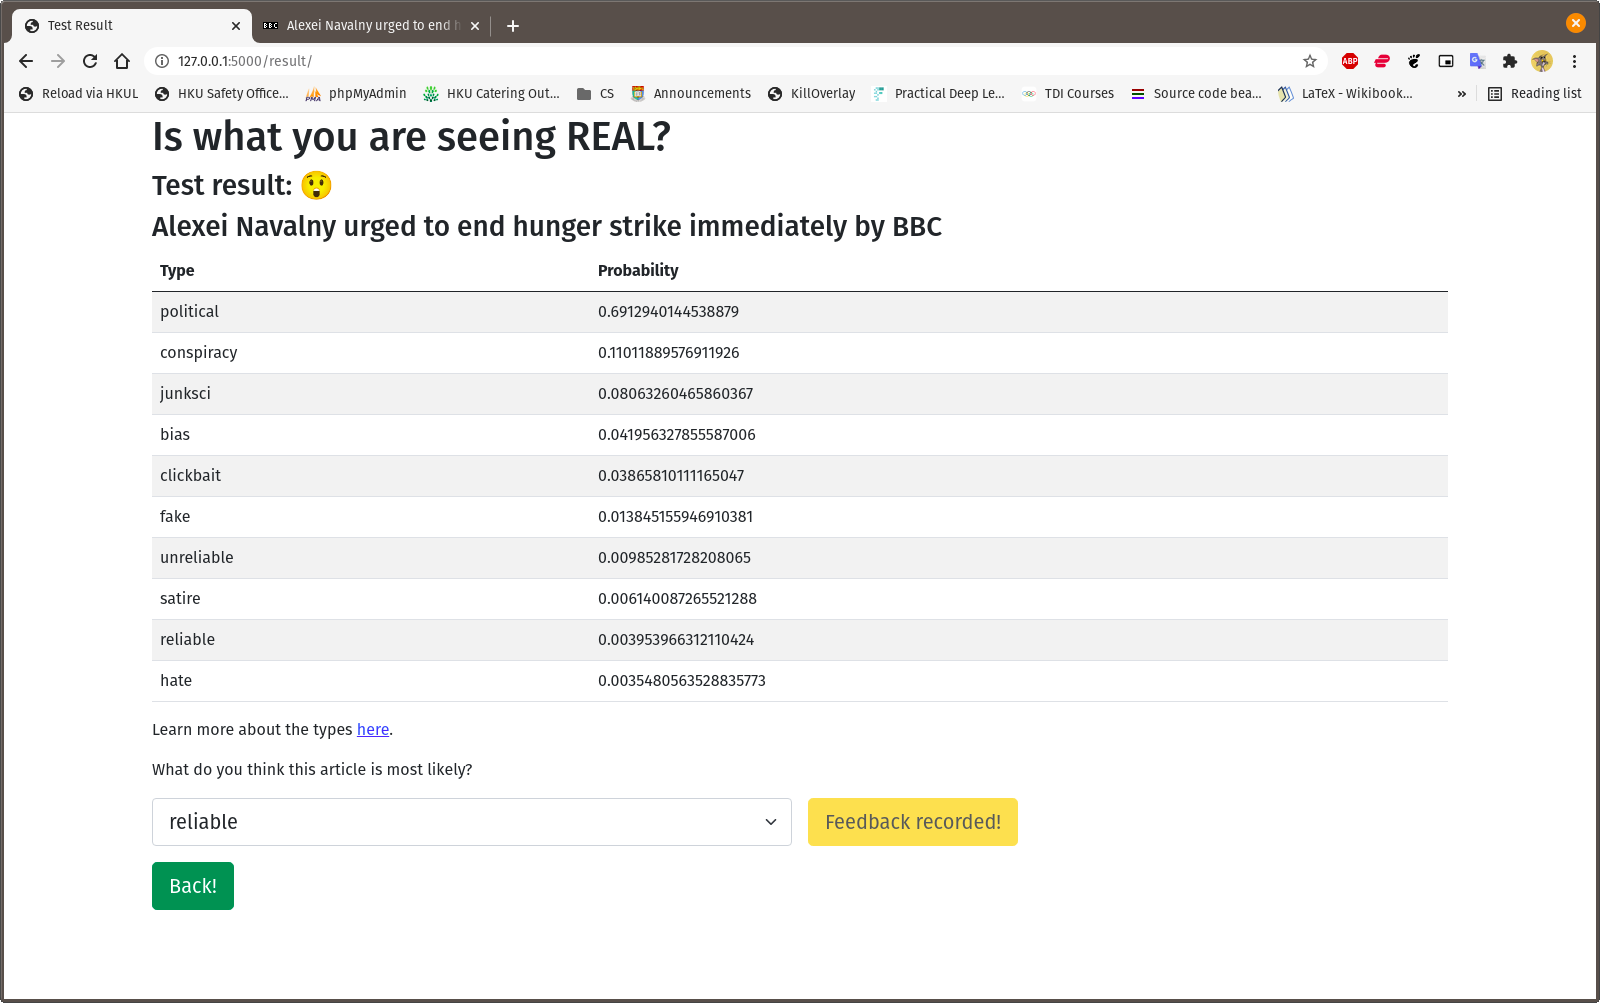 Test Result
BBC Alexei Navalny urged to end h
127.0.0.1:5000/result/
ABP
Reload via HKUL HKU Safety Office... phpMyAdmin HKU Catering Out... CS Announcements KillOverlay Practical Deep Le... TDI Courses Source code bea... LaTeX - Wikibook... » Reading list
Is what you are seeing REAL?
Test result: 😲
Alexei Navalny urged to end hunger strike immediately by BBC
Type Probability
political 0.6912940144538879
conspiracy 0.11011889576911926
junksci 0.08063260465860367
bias 0.041956327855587006
clickbait 0.03865810111165047
fake 0.013845155946910381
unreliable 0.00985281728208065
satire 0.006140087265521288
reliable 0.003953966312110424
hate 0.0035480563528835773
Learn more about the types here.
What do you think this article is most likely?
reliable Feedback recorded!
Back!